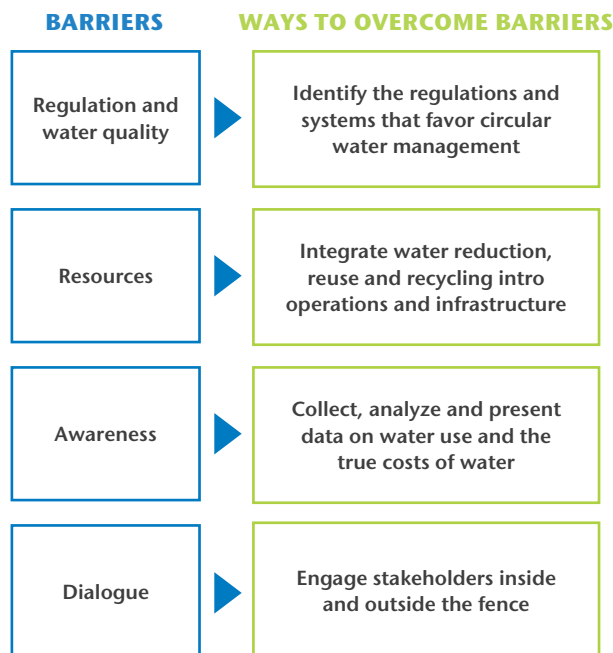 BARRIERS
WAYS TO OVERCOME BARRIERS
Regulation and
water quality
Identify the regulations and
systems that favor circular
water management
Resources
Integrate water reduction,
reuse and recycling intro
operations and infrastructure
Awareness
Collect, analyze and present
data on water use and the
true costs of water
Dialogue
Engage stakeholders inside
and outside the fence